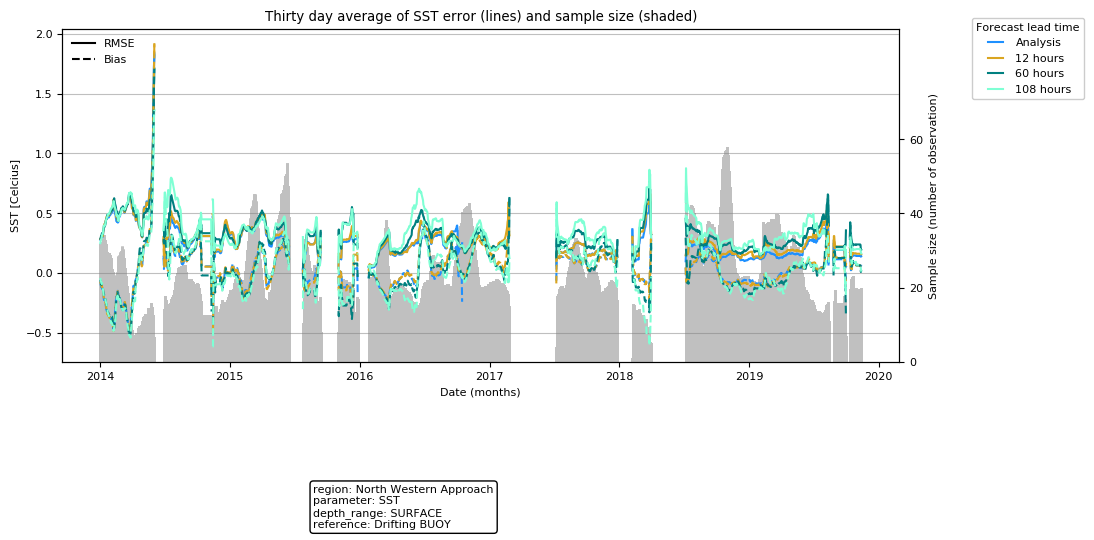 Thirty day average of SST error (lines) and sample size (shaded)
RMSE
Bias
Forecast lead time
Analysis
12 hours
60 hours
108 hours
SST [Celcius]
2.0
1.5
1.0
0.5
0.0
−0.5
Sample size (number of observation)
60
40
20
0
2014
2015
2016
2017
2018
2019
2020
Date (months)
region: North Western Approach
parameter: SST
depth_range: SURFACE
reference: Drifting BUOY